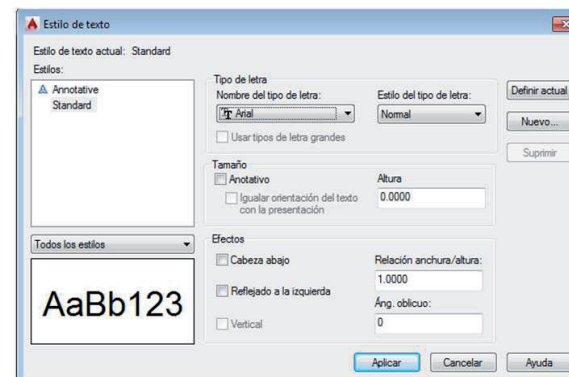 Estilo de texto
Estilo de texto actual: Standard
Estilos:
Annotative
Standard
Todos los estilos
AaBb123
Tipo de letra
Nombre del tipo de letra:
Arial
Estilo del tipo de letra:
Normal
Usar tipos de letra grandes
Tamaño
Anotativo
Igualar orientación del texto
con la presentación
Altura
0.0000
Efectos
Cabeza abajo
Reflejado a la izquierda
Vertical
Relación anchura/altura:
1.0000
Áng. oblicuo:
0
Definir actual
Nuevo...
Suprimir
Aplicar
Cancelar
Ayuda